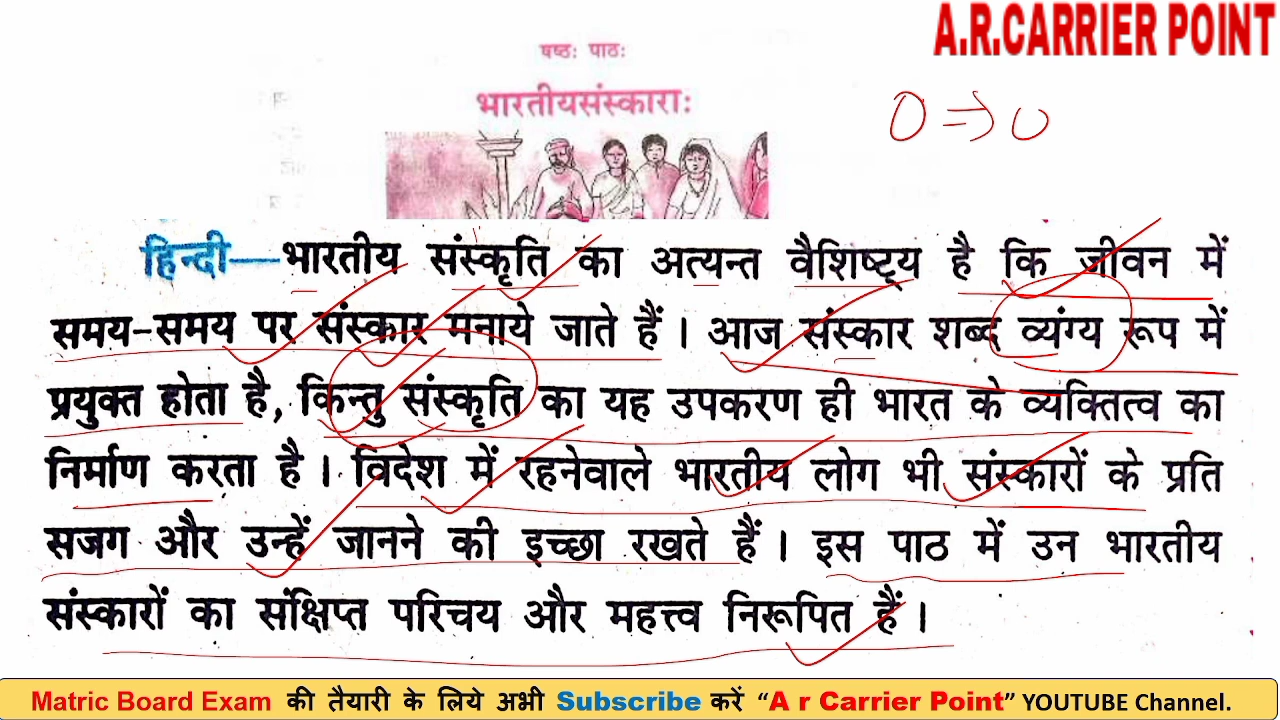 A.R.CARRIER POINT
षष्ठः पाठः
भारतीयसंस्काराः
हिन्दी—भारतीय संस्कृति का अत्यन्त वैशिष्ट्य है कि जीवन में
समय-समय पर संस्कार मनाये जाते हैं । आज संस्कार शब्द व्यंग्य रूप में
प्रयुक्त होता है, किन्तु संस्कृति का यह उपकरण ही भारत के व्यक्तित्व का
निर्माण करता है । विदेश में रहनेवाले भारतीय लोग भी संस्कारों के प्रति
सजग और उन्हें जानने की इच्छा रखते हैं । इस पाठ में उन भारतीय
संस्कारों का संक्षिप्त परिचय और महत्त्व निरूपित हैं ।
Matric Board Exam की तैयारी के लिये अभी Subscribe करें “A r Carrier Point” YOUTUBE Channel.